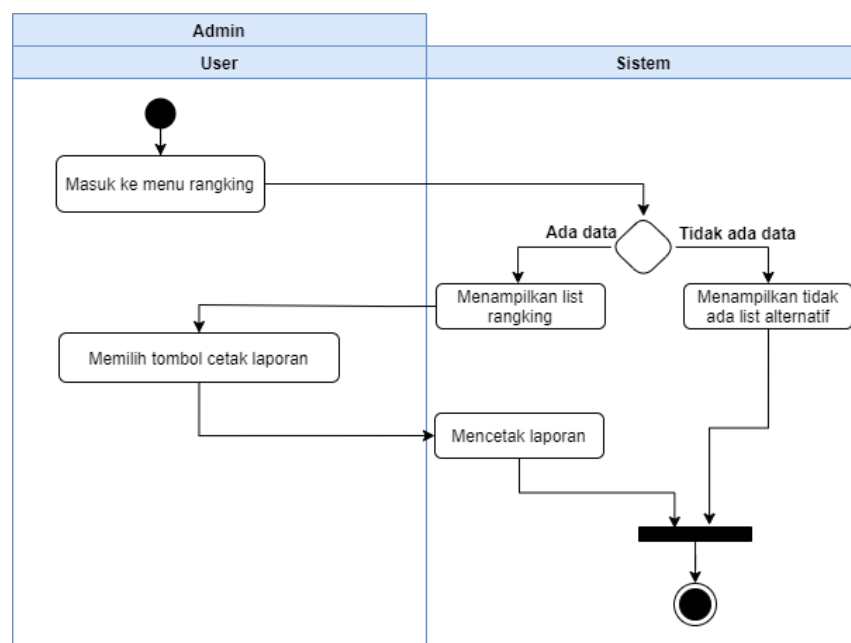 Admin
User
Sistem
Masuk ke menu rangking
Ada data
Tidak ada data
Menampilkan list
rangking
Menampilkan tidak
ada list alternatif
Memilih tombol cetak laporan
Mencetak laporan